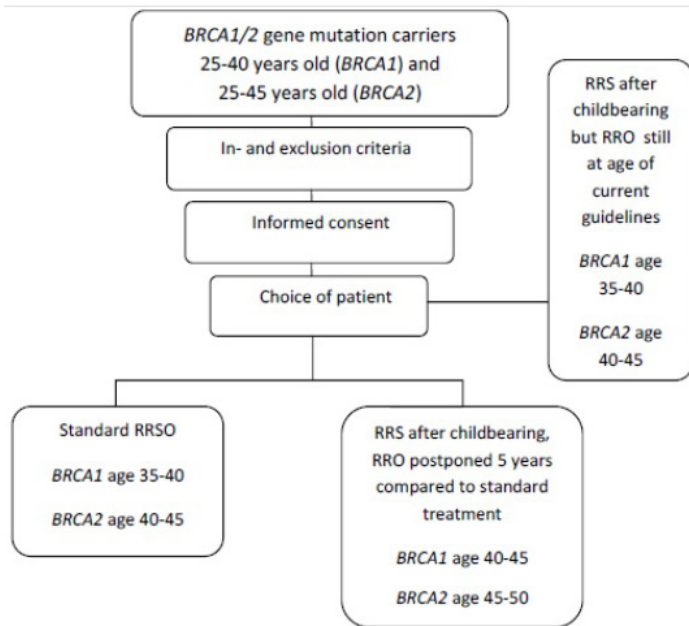 BRCA1/2 gene mutation carriers
25-40 years old (BRCA1) and
25-45 years old (BRCA2)
In- and exclusion criteria
Informed consent
Choice of patient
RRS after
childbearing
but RRO still
at age of
current
guidelines
BRCA1 age
35-40
BRCA2 age
40-45
Standard RRSO
BRCA1 age 35-40
BRCA2 age 40-45
RRS after childbearing,
RRO postponed 5 years
compared to standard
treatment
BRCA1 age 40-45
BRCA2 age 45-50